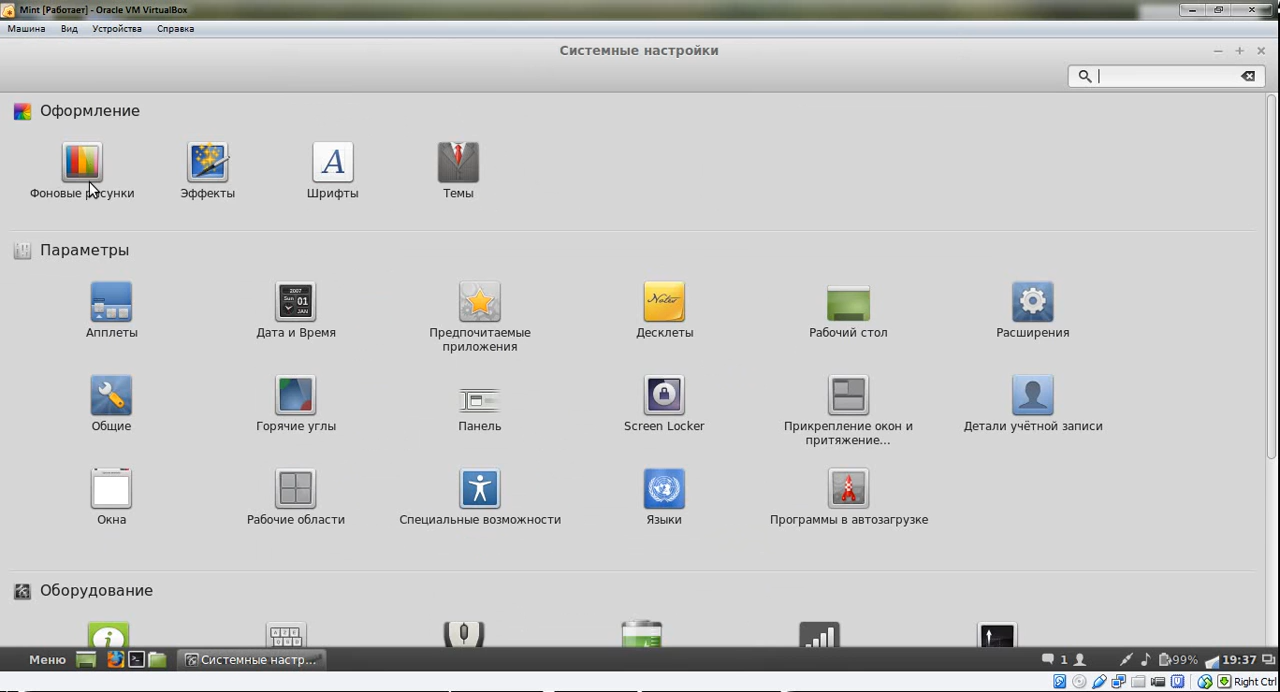 Mint [Работает] - Oracle VM VirtualBox
Машина Вид Устройства Справка
Системные настройки
Оформление
Фоновые рисунки Эффекты Шрифты Темы
Параметры
Апплеты Дата и Время Предпочитаемые приложения Десклеты Рабочий стол Расширения
Общие Горячие углы Панель Screen Locker Прикрепление окон и притяжение... Детали учётной записи
Окна Рабочие области Специальные возможности Языки Программы в автозагрузке
Оборудование
Меню Системные настр... 1 99% 19:37
Right Ctrl